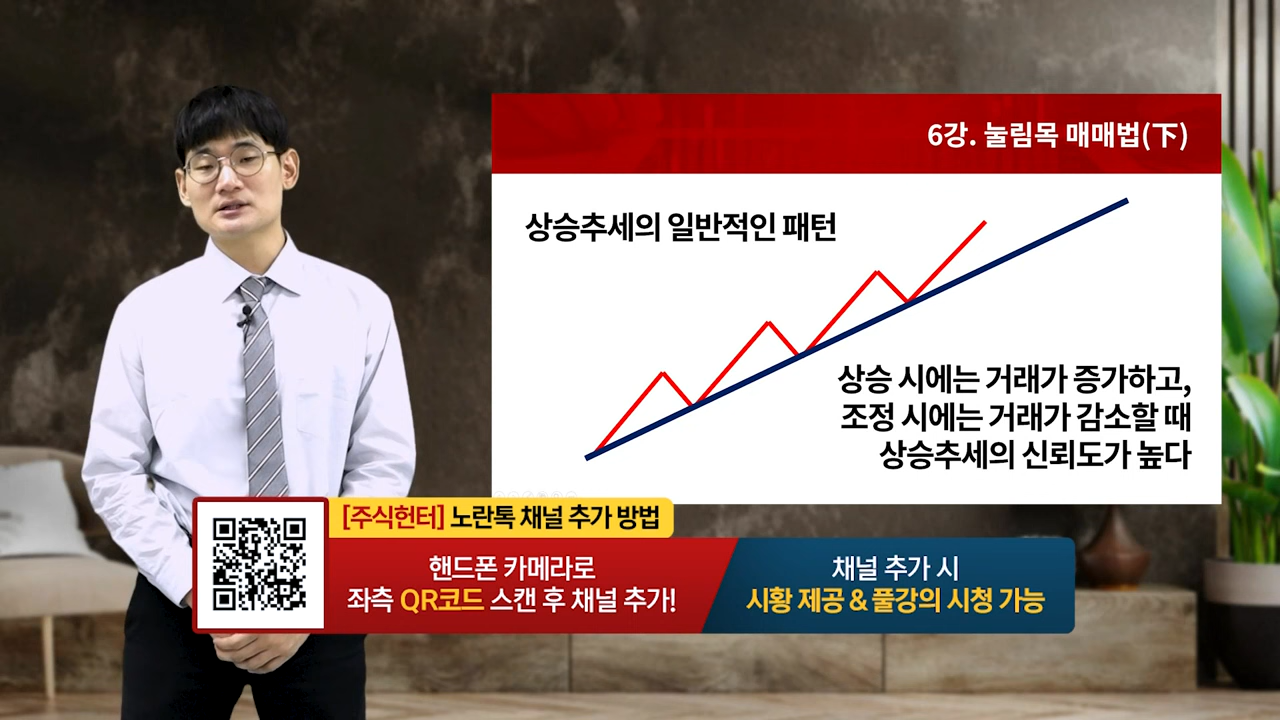 6강. 눌림목 매매법(下)
상승추세의 일반적인 패턴
상승 시에는 거래가 증가하고,
조정 시에는 거래가 감소할 때
상승추세의 신뢰도가 높다
[주식헌터] 노란톡 채널 추가 방법
핸드폰 카메라로
좌측 QR코드 스캔 후 채널 추가!
채널 추가 시
시황 제공 & 풀강의 시청 가능